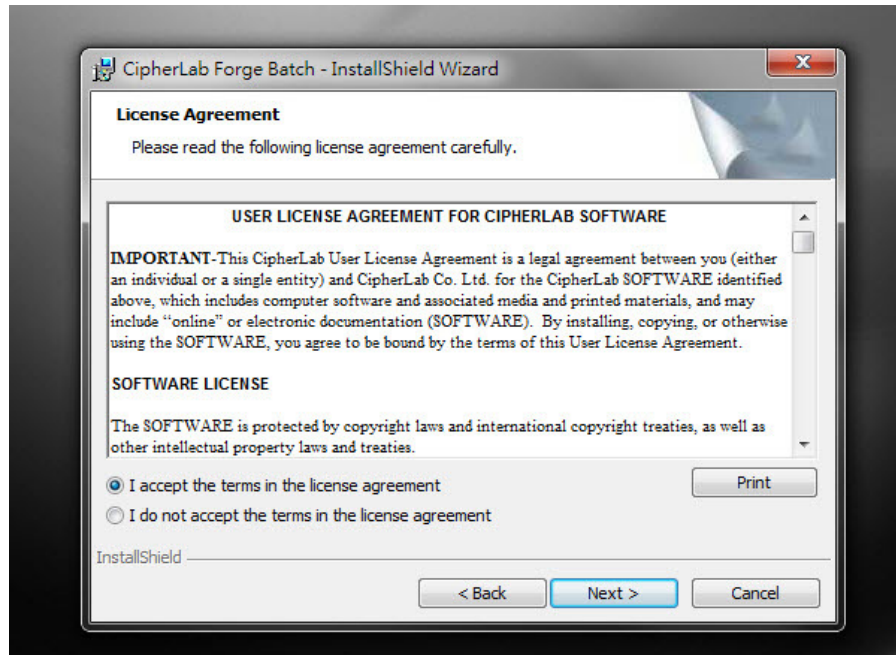 CipherLab Forge Batch - InstallShield Wizard
License Agreement
Please read the following license agreement carefully.
USER LICENSE AGREEMENT FOR CIPHERLAB SOFTWARE
IMPORTANT-This CipherLab User License Agreement is a legal agreement between you (either
an individual or a single entity) and CipherLab Co. Ltd. for the CipherLab SOFTWARE identified
above, which includes computer software and associated media and printed materials, and may
include “online” or electronic documentation (SOFTWARE). By installing, copying, or otherwise
using the SOFTWARE, you agree to be bound by the terms of this User License Agreement.
SOFTWARE LICENSE
The SOFTWARE is protected by copyright laws and international copyright treaties, as well as
other intellectual property laws and treaties.
I accept the terms in the license agreement
Print
I do not accept the terms in the license agreement
InstallShield
< Back Next > Cancel